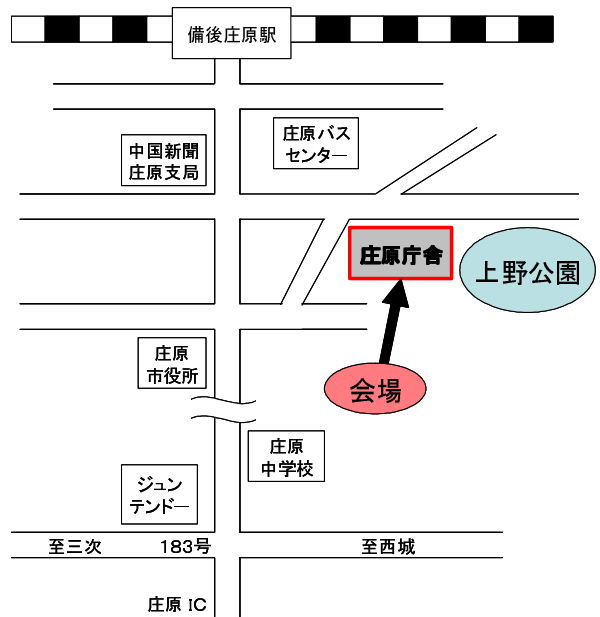 備後庄原駅
庄原バス
センター
中国新聞
庄原支局
庄原庁舎
上野公園
会場
庄原
市役所
庄原
中学校
ジュン
テンドー
至三次
183号
至西城
庄原 IC